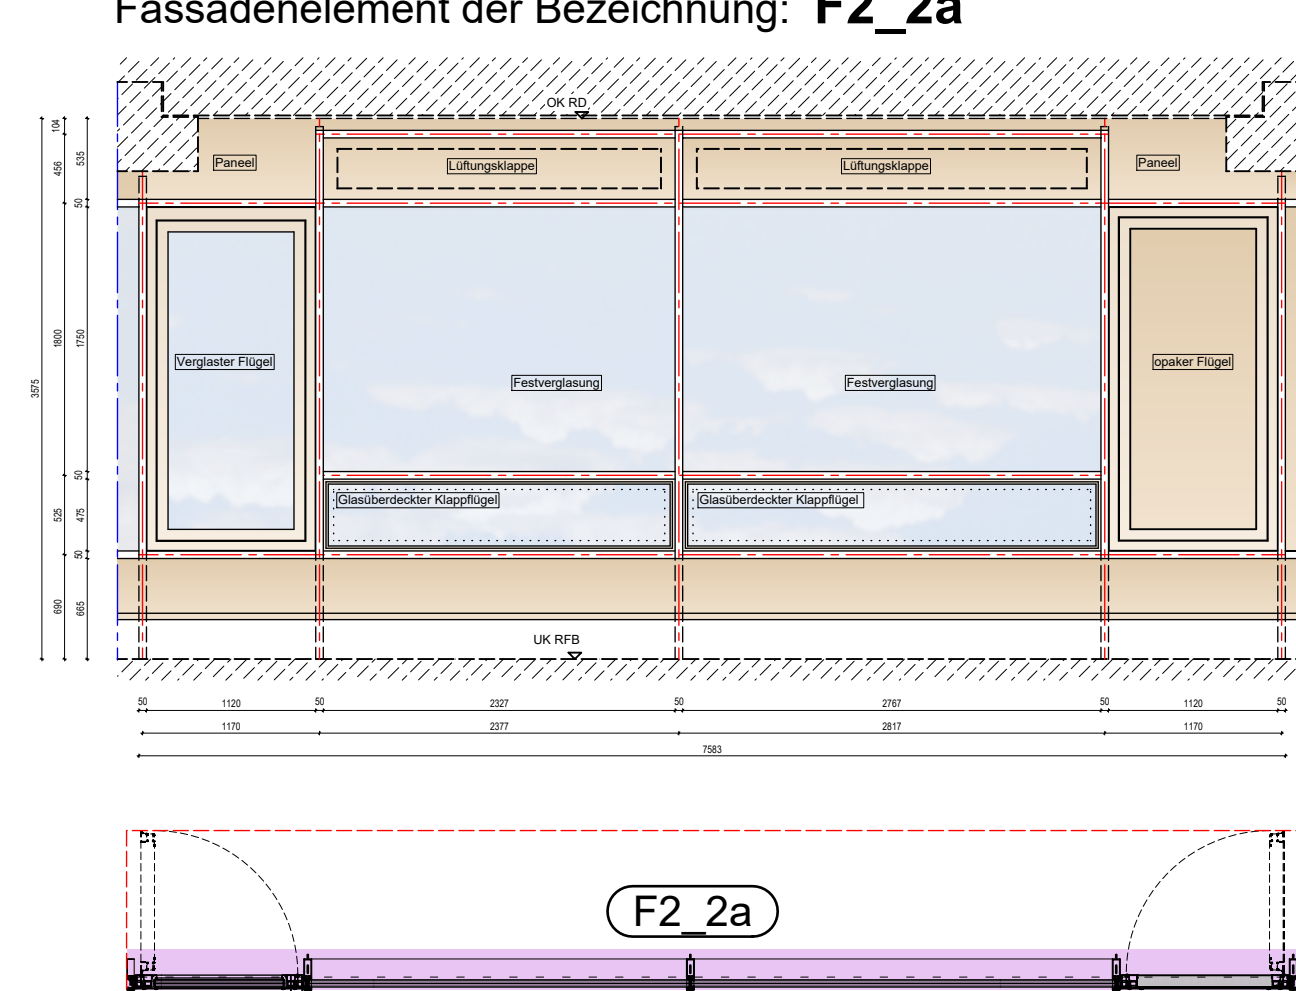 Fassadenelement der Bezeichnung: F2_2a
OK RD
Paneel
Lüftungsklappe
Lüftungsklappe
Paneel
Verglaster Flügel
Festverglasung
Festverglasung
opaker Flügel
Glasüberdeckter Klappflügel
Glasüberdeckter Klappflügel
UK RFB
3575
104
456
1800
525
690
535
50
1750
50
475
50
665
50 1120 50 2327 50 2767 50 1120 50
1170 2377 2817 1170
7583
F2_2a